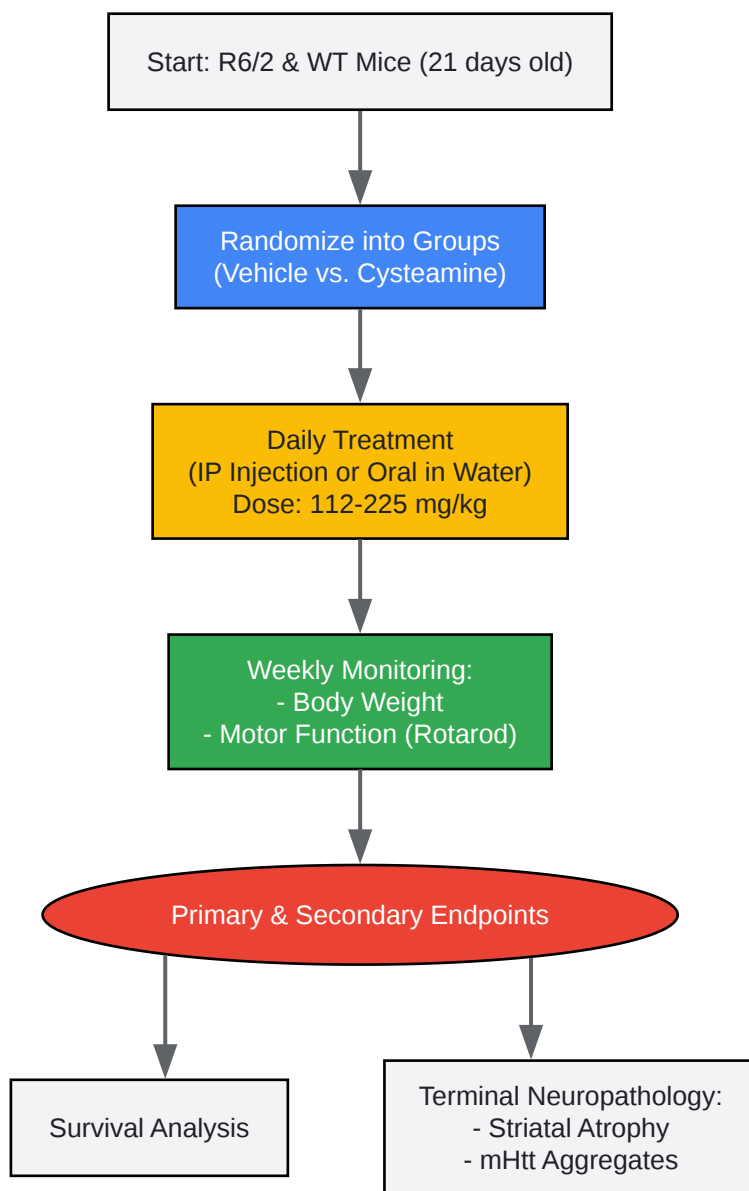 Start: R6/2 & WT Mice (21 days old)
Randomize into Groups
(Vehicle vs. Cysteamine)
Daily Treatment
(IP Injection or Oral in Water)
Dose: 112-225 mg/kg
Weekly Monitoring:
- Body Weight
- Motor Function (Rotarod)
Primary & Secondary Endpoints
Survival Analysis
Terminal Neuropathology:
- Striatal Atrophy
- mHtt Aggregates